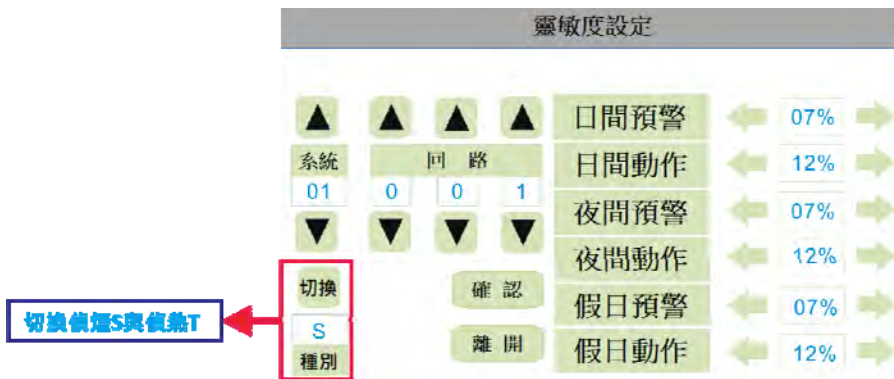 靈敏度設定
▲ ▲ ▲ ▲
系統 回路
01 0 0 1
▼ ▼ ▼ ▼
切換
S
種別
確認
離開
日間預警 07%
日間動作 12%
夜間預警 07%
夜間動作 12%
假日預警 07%
假日動作 12%
切換偵煙S與偵熱T